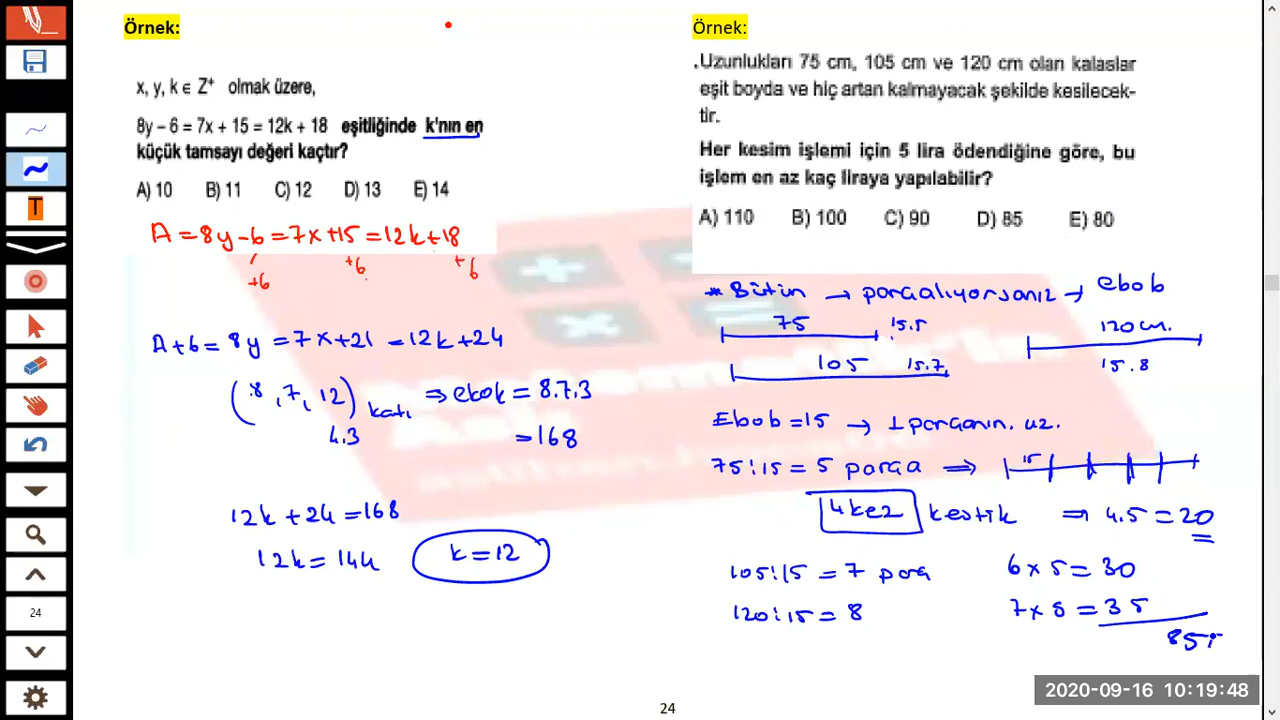 Örnek:
x, y, k ∈ Z⁺ olmak üzere,
8y – 6 = 7x + 15 = 12k + 18 eşitliğinde k'nın en
küçük tamsayı değeri kaçtır?
A) 10 B) 11 C) 12 D) 13 E) 14
A = 8y - 6 = 7x + 15 = 12k + 18
+6 +6 +6
A + 6 = 8y = 7x + 21 = 12k + 24
(8, 7, 12) katı ⇒ ekok = 8.7.3
4.3 = 168
12k + 24 = 168
12k = 144 k = 12
Örnek:
.Uzunlukları 75 cm, 105 cm ve 120 cm olan kalaslar
eşit boyda ve hiç artan kalmayacak şekilde kesilecek-
tir.
Her kesim işlemi için 5 lira ödendiğine göre, bu
işlem en az kaç liraya yapılabilir?
A) 110 B) 100 C) 90 D) 85 E) 80
* Bütün → parçalıyorsanız → ebob
75 15.5 120 cm.
105 15.7 15.8
Ebob = 15 → 1 parçanın. uz.
75:15 = 5 parça ⇒ 15
4 kez kestik ⇒ 4.5 = 20
105:15 = 7 parça 6 x 5 = 30
120:15 = 8 7 x 5 = 35
85
24
24
2020-09-16 10:19:48
T